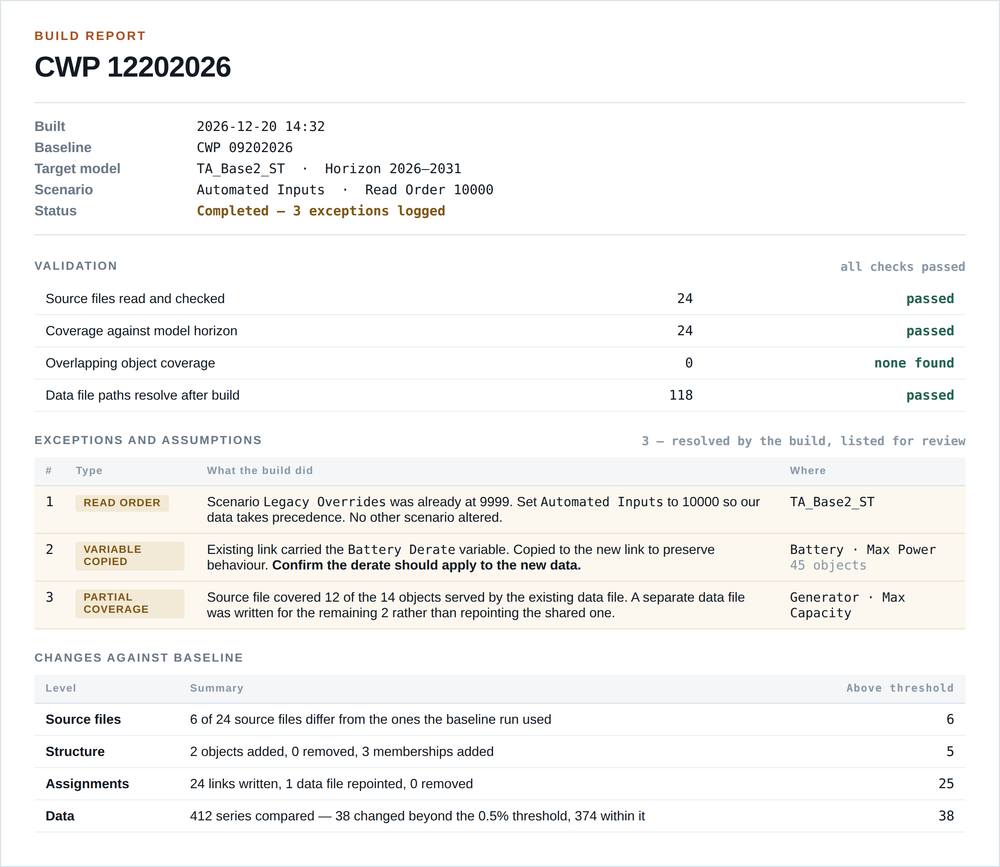 BUILD REPORT
CWP 12202026
Built 2026-12-20 14:32
Baseline CWP 09202026
Target model TA_Base2_ST · Horizon 2026–2031
Scenario Automated Inputs · Read Order 10000
Status Completed — 3 exceptions logged
VALIDATION all checks passed
Source files read and checked 24 passed
Coverage against model horizon 24 passed
Overlapping object coverage 0 none found
Data file paths resolve after build 118 passed
EXCEPTIONS AND ASSUMPTIONS 3 — resolved by the build, listed for review
# Type What the build did Where
1 READ ORDER Scenario Legacy Overrides was already at 9999. Set Automated Inputs to 10000 so our TA_Base2_ST
data takes precedence. No other scenario altered.
2 VARIABLE Existing link carried the Battery Derate variable. Copied to the new link to preserve Battery · Max Power
COPIED behaviour. Confirm the derate should apply to the new data. 45 objects
3 PARTIAL Source file covered 12 of the 14 objects served by the existing data file. A separate data file Generator · Max
COVERAGE was written for the remaining 2 rather than repointing the shared one. Capacity
CHANGES AGAINST BASELINE
Level Summary Above threshold
Source files 6 of 24 source files differ from the ones the baseline run used 6
Structure 2 objects added, 0 removed, 3 memberships added 5
Assignments 24 links written, 1 data file repointed, 0 removed 25
Data 412 series compared — 38 changed beyond the 0.5% threshold, 374 within it 38